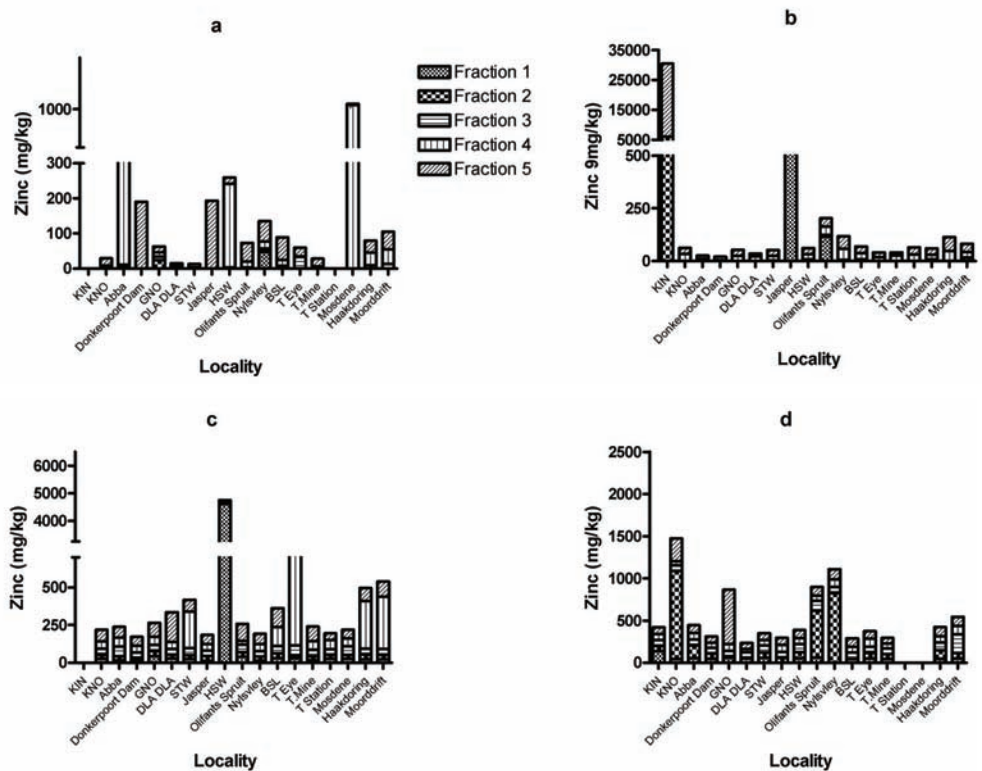 a
Zinc (mg/kg)
1000
300
200
100
0
KIN
KNO
Abba
Donkerpoort Dam
GNO
DLA DLA
STW
Jasper
HSW
Olifants Spruit
Nylsvley
BSL
T Eye
T.Mine
T Station
Mosdene
Haakdoring
Moorddrift
Locality
Fraction 1
Fraction 2
Fraction 3
Fraction 4
Fraction 5
b
Zinc 9mg/kg)
35000
25000
15000
5000
500
250
0
KIN
KNO
Abba
Donkerpoort Dam
GNO
DLA DLA
STW
Jasper
HSW
Olifants Spruit
Nylsvley
BSL
T Eye
T.Mine
T Station
Mosdene
Haakdoring
Moorddrift
Locality
c
Zinc (mg/kg)
6000
5000
4000
500
250
0
KIN
KNO
Abba
Donkerpoort Dam
GNO
DLA DLA
STW
Jasper
HSW
Olifants Spruit
Nylsvley
BSL
T Eye
T.Mine
T Station
Mosdene
Haakdoring
Moorddrift
Locality
d
Zinc (mg/kg)
2500
2000
1500
1000
500
0
KIN
KNO
Abba
Donkerpoort Dam
GNO
DLA DLA
STW
Jasper
HSW
Olifants Spruit
Nylsvley
BSL
T Eye
T.Mine
T Station
Mosdene
Haakdoring
Moorddrift
Locality